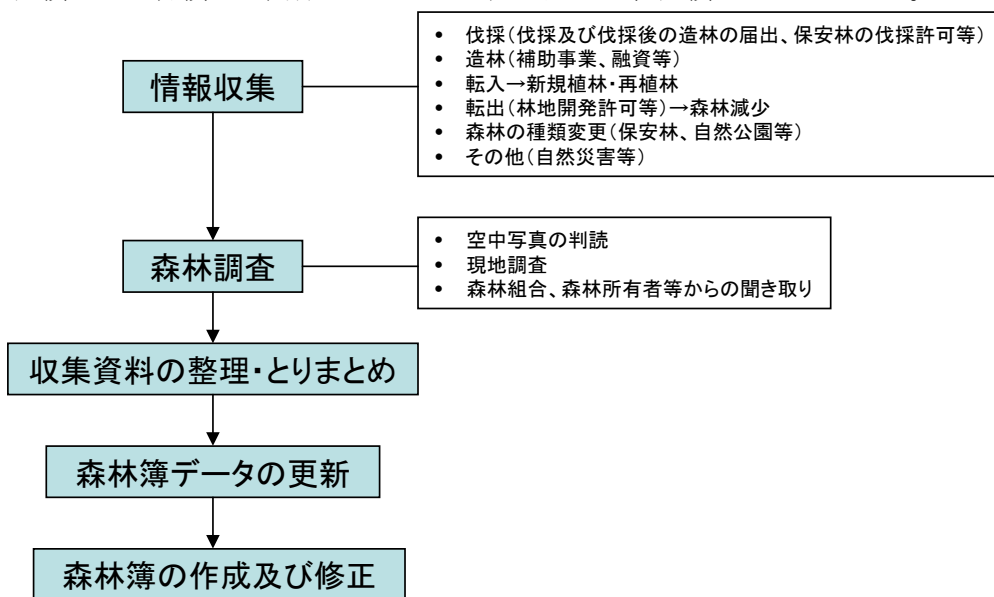 情報収集
• 伐採(伐採及び伐採後の造林の届出、保安林の伐採許可等)
• 造林(補助事業、融資等)
• 転入→新規植林・再植林
• 転出(林地開発許可等)→森林減少
• 森林の種類変更(保安林、自然公園等)
• その他(自然災害等)
森林調査
• 空中写真の判読
• 現地調査
• 森林組合、森林所有者等からの聞き取り
収集資料の整理・とりまとめ
森林簿データの更新
森林簿の作成及び修正